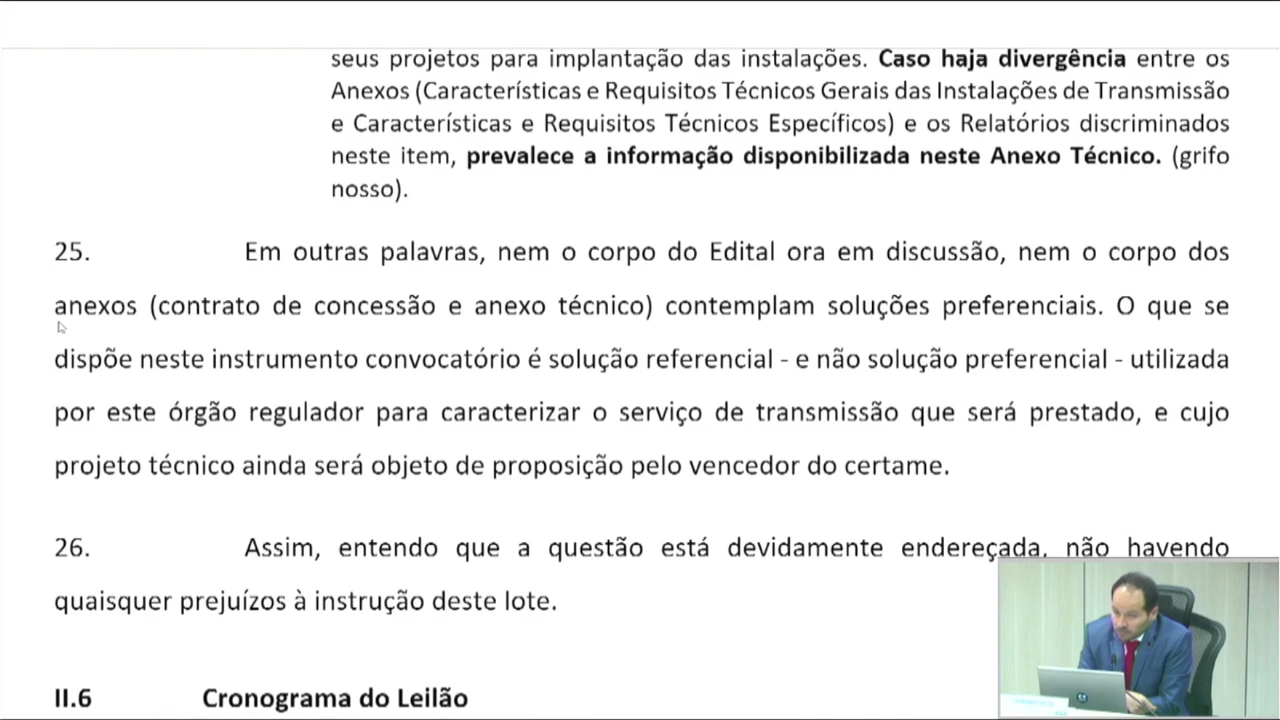 seus projetos para implantação das instalações. Caso haja divergência entre os
Anexos (Características e Requisitos Técnicos Gerais das Instalações de Transmissão
e Características e Requisitos Técnicos Específicos) e os Relatórios discriminados
neste item, prevalece a informação disponibilizada neste Anexo Técnico. (grifo
nosso).
25. Em outras palavras, nem o corpo do Edital ora em discussão, nem o corpo dos
anexos (contrato de concessão e anexo técnico) contemplam soluções preferenciais. O que se
dispõe neste instrumento convocatório é solução referencial - e não solução preferencial - utilizada
por este órgão regulador para caracterizar o serviço de transmissão que será prestado, e cujo
projeto técnico ainda será objeto de proposição pelo vencedor do certame.
26. Assim, entendo que a questão está devidamente endereçada, não havendo
quaisquer prejuízos à instrução deste lote.
II.6 Cronograma do Leilão